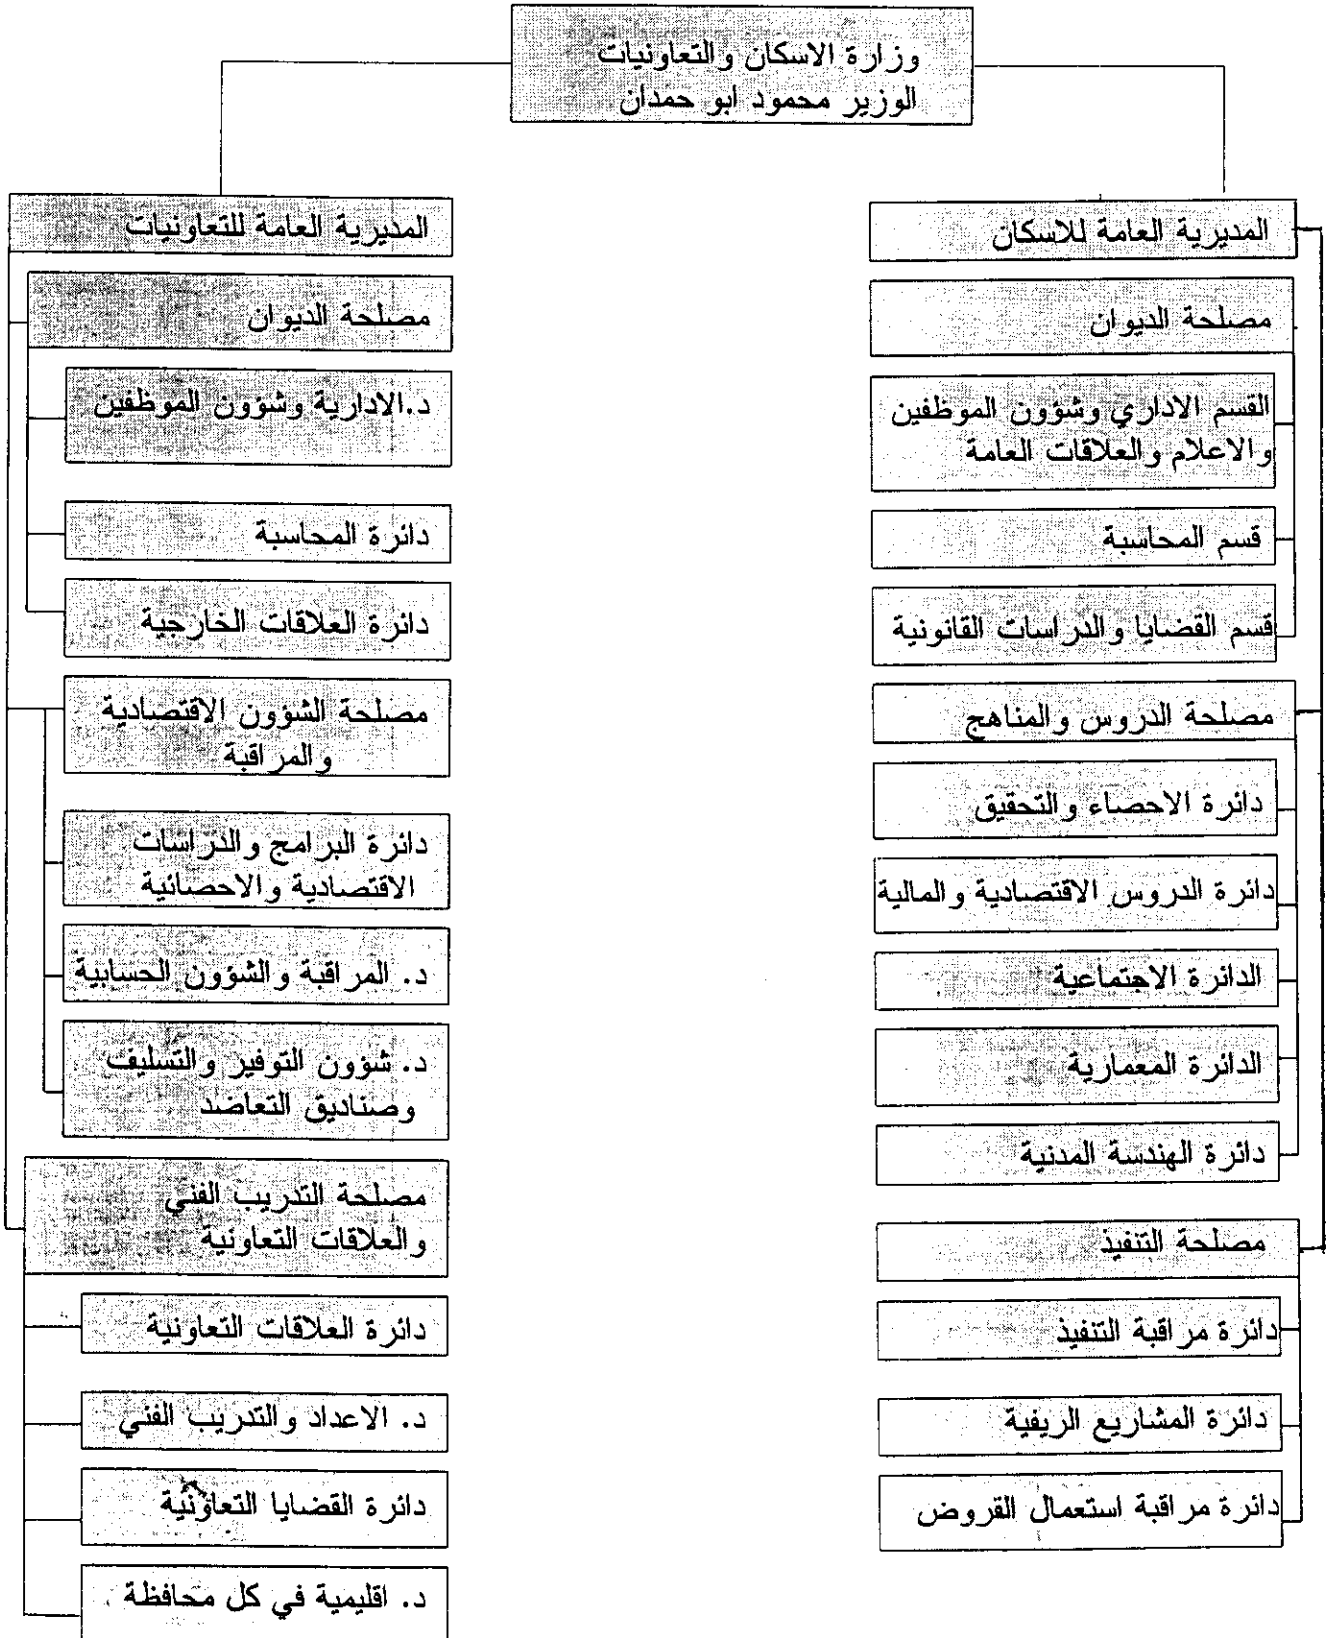 وزارة الاسكان والتعاونيات
الوزير محمود ابو حمدان
المديرية العامة للاسكان
مصلحة الديوان
القسم الاداري وشؤون الموظفين
والاعلام والعلاقات العامة
قسم المحاسبة
قسم القضايا والدراسات القانونية
مصلحة الدروس والمناهج
دائرة الاحصاء والتحقيق
دائرة الدروس الاقتصادية والمالية
الدائرة الاجتماعية
الدائرة المعمارية
دائرة الهندسة المدنية
مصلحة التنفيذ
دائرة مراقبة التنفيذ
دائرة المشاريع الريفية
دائرة مراقبة استعمال القروض
المديرية العامة للتعاونيات
مصلحة الديوان
د.الادارية وشؤون الموظفين
دائرة المحاسبة
دائرة العلاقات الخارجية
مصلحة الشؤون الاقتصادية
والمراقبة
دائرة البرامج والدراسات
الاقتصادية والاحصائية
د. المراقبة والشؤون الحسابية
د. شؤون التوفير والتسليف
وصناديق التعاضد
مصلحة التدريب الفني
والعلاقات التعاونية
دائرة العلاقات التعاونية
د. الاعداد والتدريب الفني
دائرة القضايا التعاونية
د. اقليمية في كل محافظة